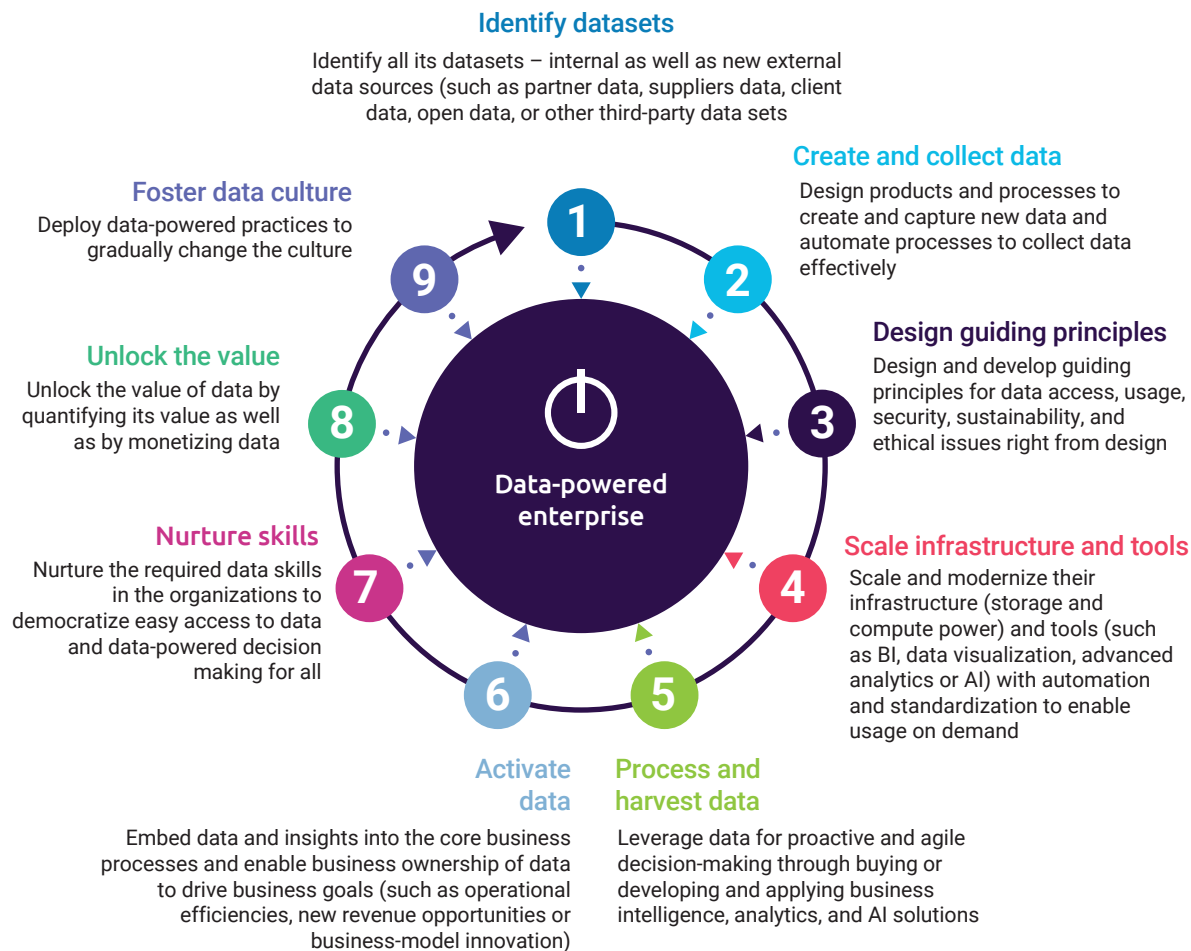 Identify datasets
Identify all its datasets – internal as well as new external
data sources (such as partner data, suppliers data, client
data, open data, or other third-party data sets
1
Create and collect data
Design products and processes to
create and capture new data and
automate processes to collect data
effectively
2
Design guiding principles
Design and develop guiding
principles for data access, usage,
security, sustainability, and
ethical issues right from design
3
Scale infrastructure and tools
Scale and modernize their
infrastructure (storage and
compute power) and tools (such
as BI, data visualization, advanced
analytics or AI) with automation
and standardization to enable
usage on demand
4
Process and
harvest data
Leverage data for proactive and agile
decision-making through buying or
developing and applying business
intelligence, analytics, and AI solutions
5
Activate
data
Embed data and insights into the core business
processes and enable business ownership of data
to drive business goals (such as operational
efficiencies, new revenue opportunities or
business-model innovation)
6
Nurture skills
Nurture the required data skills
in the organizations to
democratize easy access to data
and data-powered decision
making for all
7
Unlock the value
Unlock the value of data by
quantifying its value as well
as by monetizing data
8
Foster data culture
Deploy data-powered practices to
gradually change the culture
9
Data-powered
enterprise